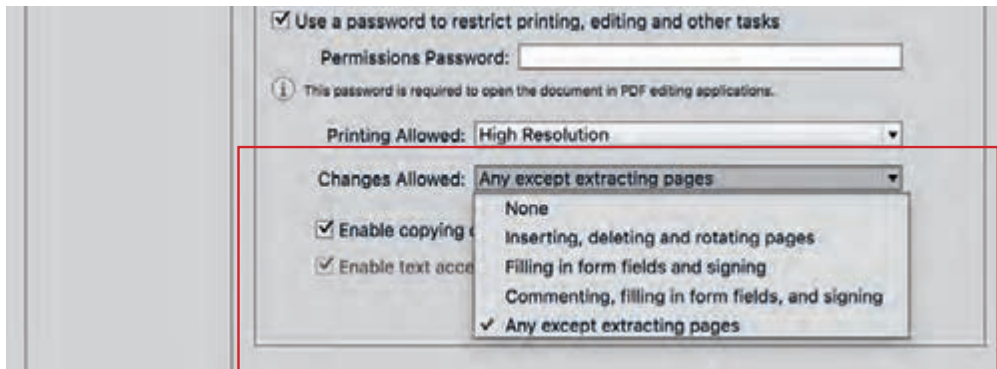 Use a password to restrict printing, editing and other tasks
Permissions Password:
This password is required to open the document in PDF editing applications.
Printing Allowed: High Resolution
Changes Allowed: Any except extracting pages
None
Enable copying
Inserting, deleting and rotating pages
Enable text acce
Filling in form fields and signing
Commenting, filling in form fields, and signing
Any except extracting pages